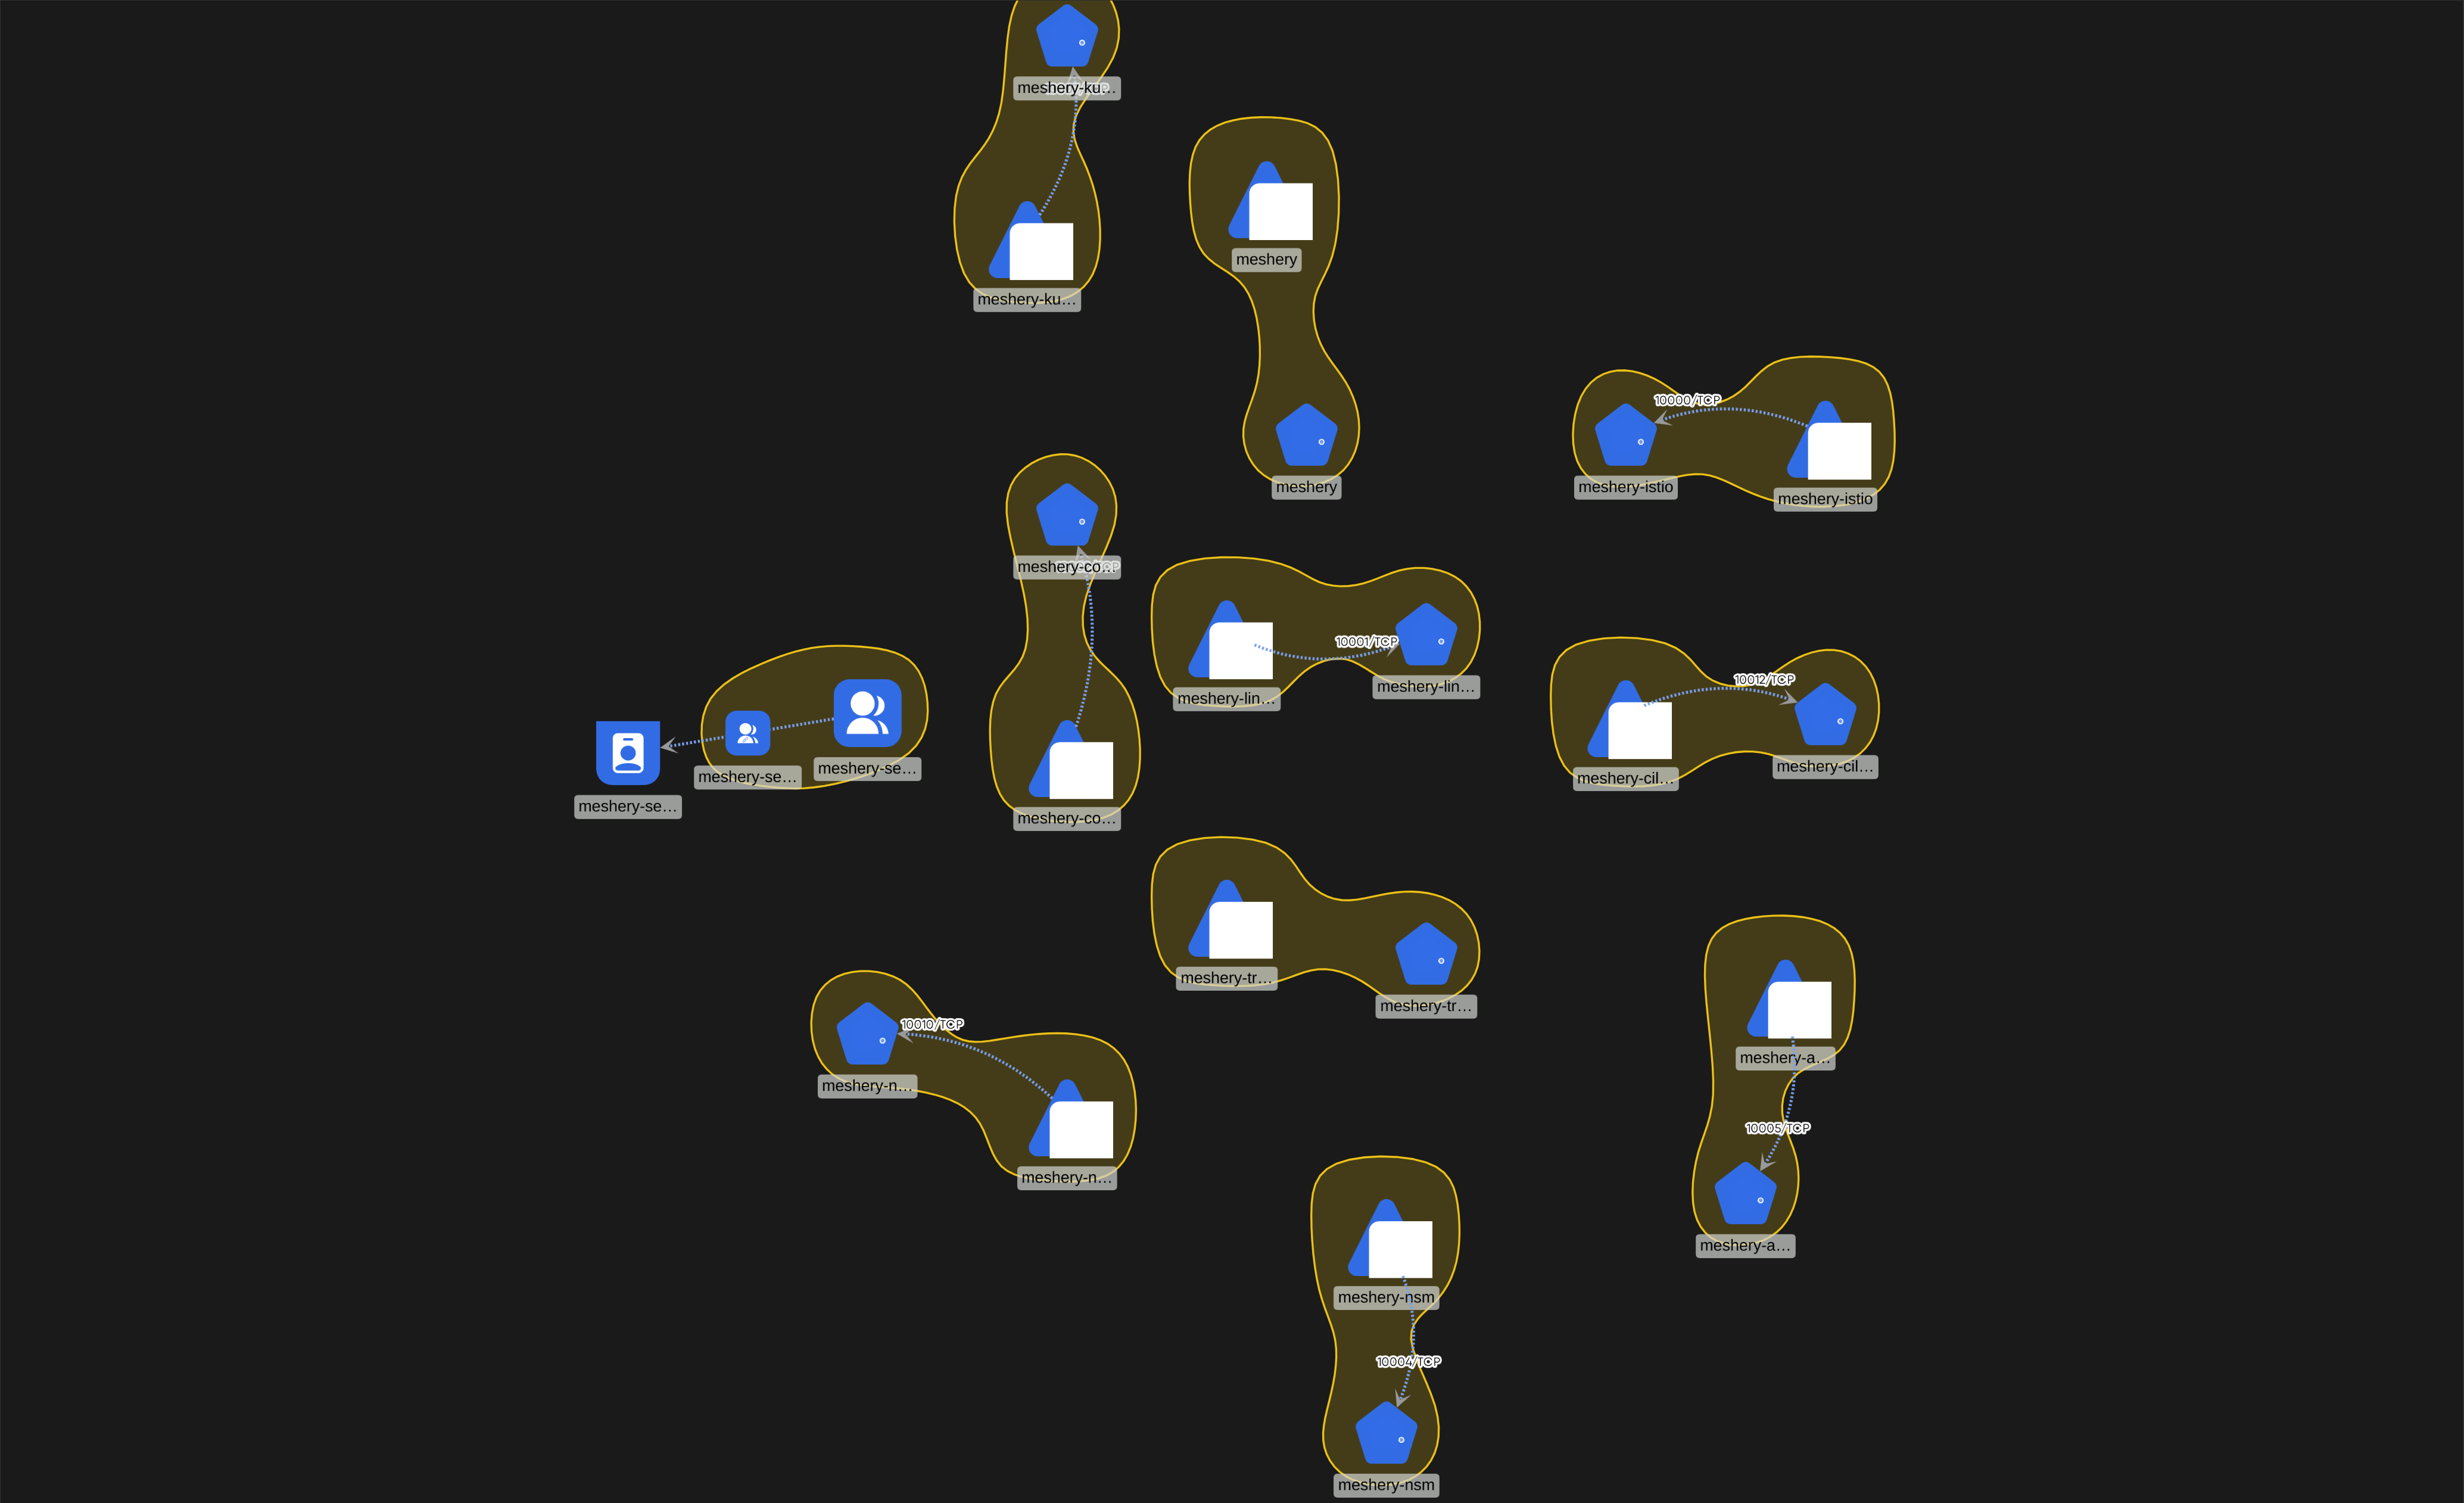 meshery-ku…
meshery-ku…
meshery
meshery
10000/TCP
meshery-istio
meshery-istio
meshery-co…
meshery-co…
10001/TCP
meshery-lin…
meshery-lin…
10012/TCP
meshery-cil…
meshery-cil…
meshery-se…
meshery-se…
meshery-se…
meshery-tr…
meshery-tr…
10010/TCP
meshery-n…
meshery-n…
meshery-a…
10005/TCP
meshery-a…
meshery-nsm
10004/TCP
meshery-nsm